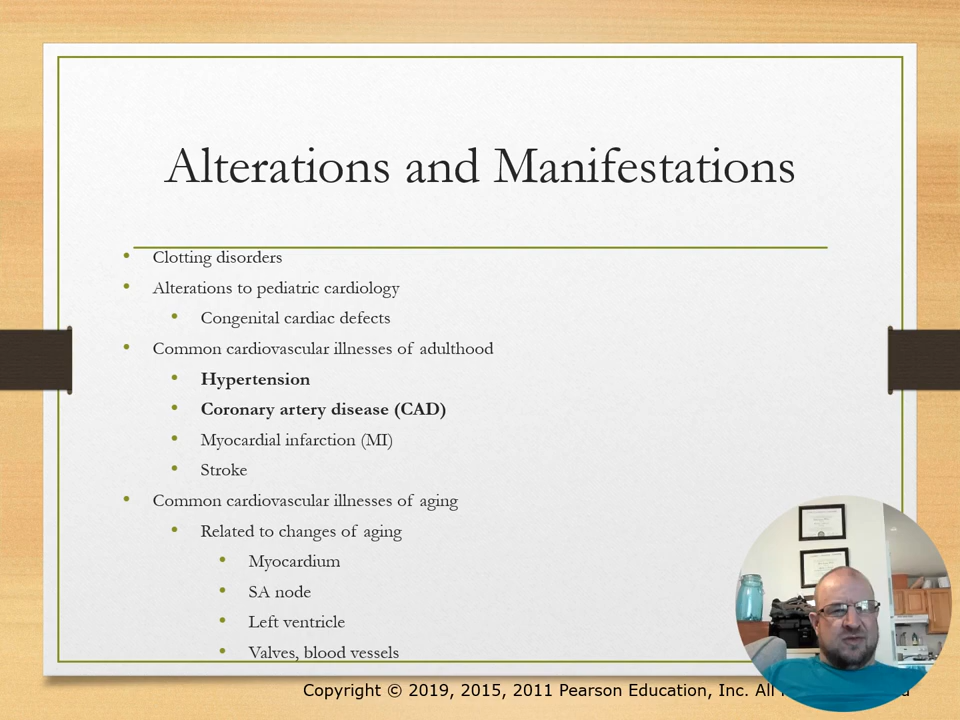 Alterations and Manifestations
• Clotting disorders
• Alterations to pediatric cardiology
• Congenital cardiac defects
• Common cardiovascular illnesses of adulthood
• Hypertension
• Coronary artery disease (CAD)
• Myocardial infarction (MI)
• Stroke
• Common cardiovascular illnesses of aging
• Related to changes of aging
• Myocardium
• SA node
• Left ventricle
• Valves, blood vessels
Copyright © 2019, 2015, 2011 Pearson Education, Inc. All